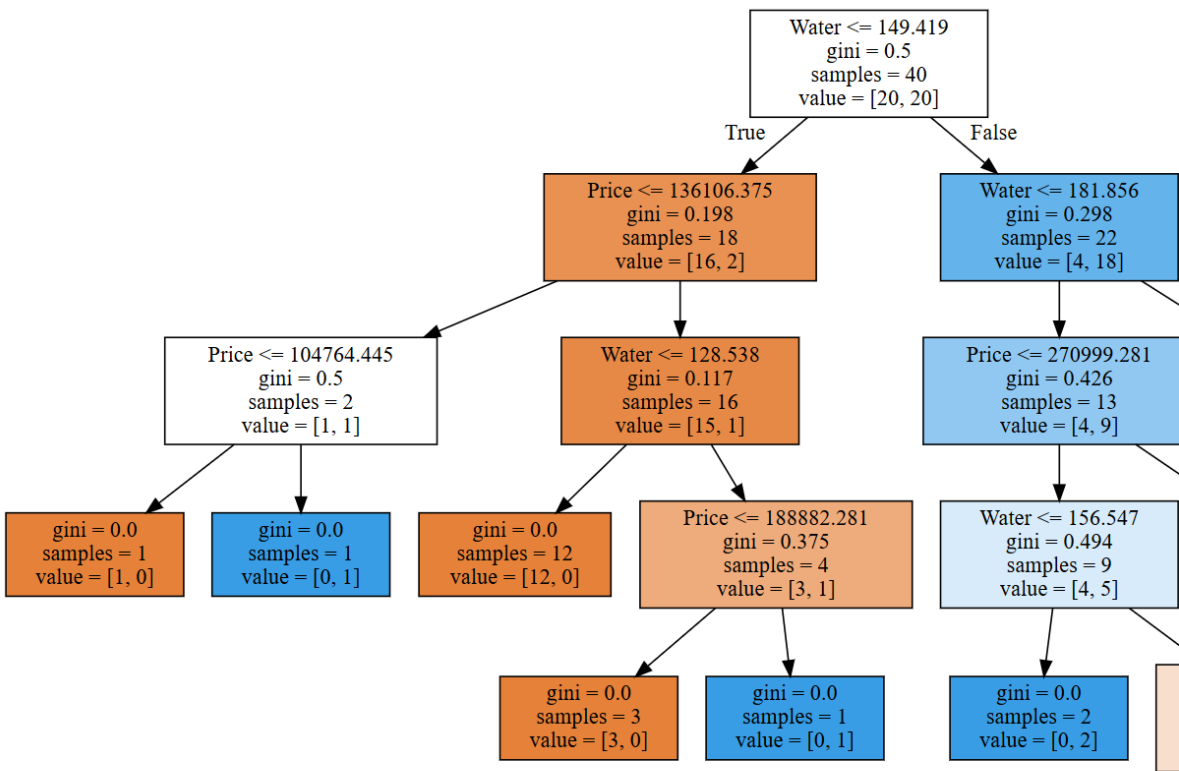 Water <= 149.419
gini = 0.5
samples = 40
value = [20, 20]
True
False
Price <= 136106.375
gini = 0.198
samples = 18
value = [16, 2]
Water <= 181.856
gini = 0.298
samples = 22
value = [4, 18]
Price <= 104764.445
gini = 0.5
samples = 2
value = [1, 1]
Water <= 128.538
gini = 0.117
samples = 16
value = [15, 1]
Price <= 270999.281
gini = 0.426
samples = 13
value = [4, 9]
gini = 0.0
samples = 1
value = [1, 0]
gini = 0.0
samples = 1
value = [0, 1]
gini = 0.0
samples = 12
value = [12, 0]
Price <= 188882.281
gini = 0.375
samples = 4
value = [3, 1]
Water <= 156.547
gini = 0.494
samples = 9
value = [4, 5]
gini = 0.0
samples = 3
value = [3, 0]
gini = 0.0
samples = 1
value = [0, 1]
gini = 0.0
samples = 2
value = [0, 2]